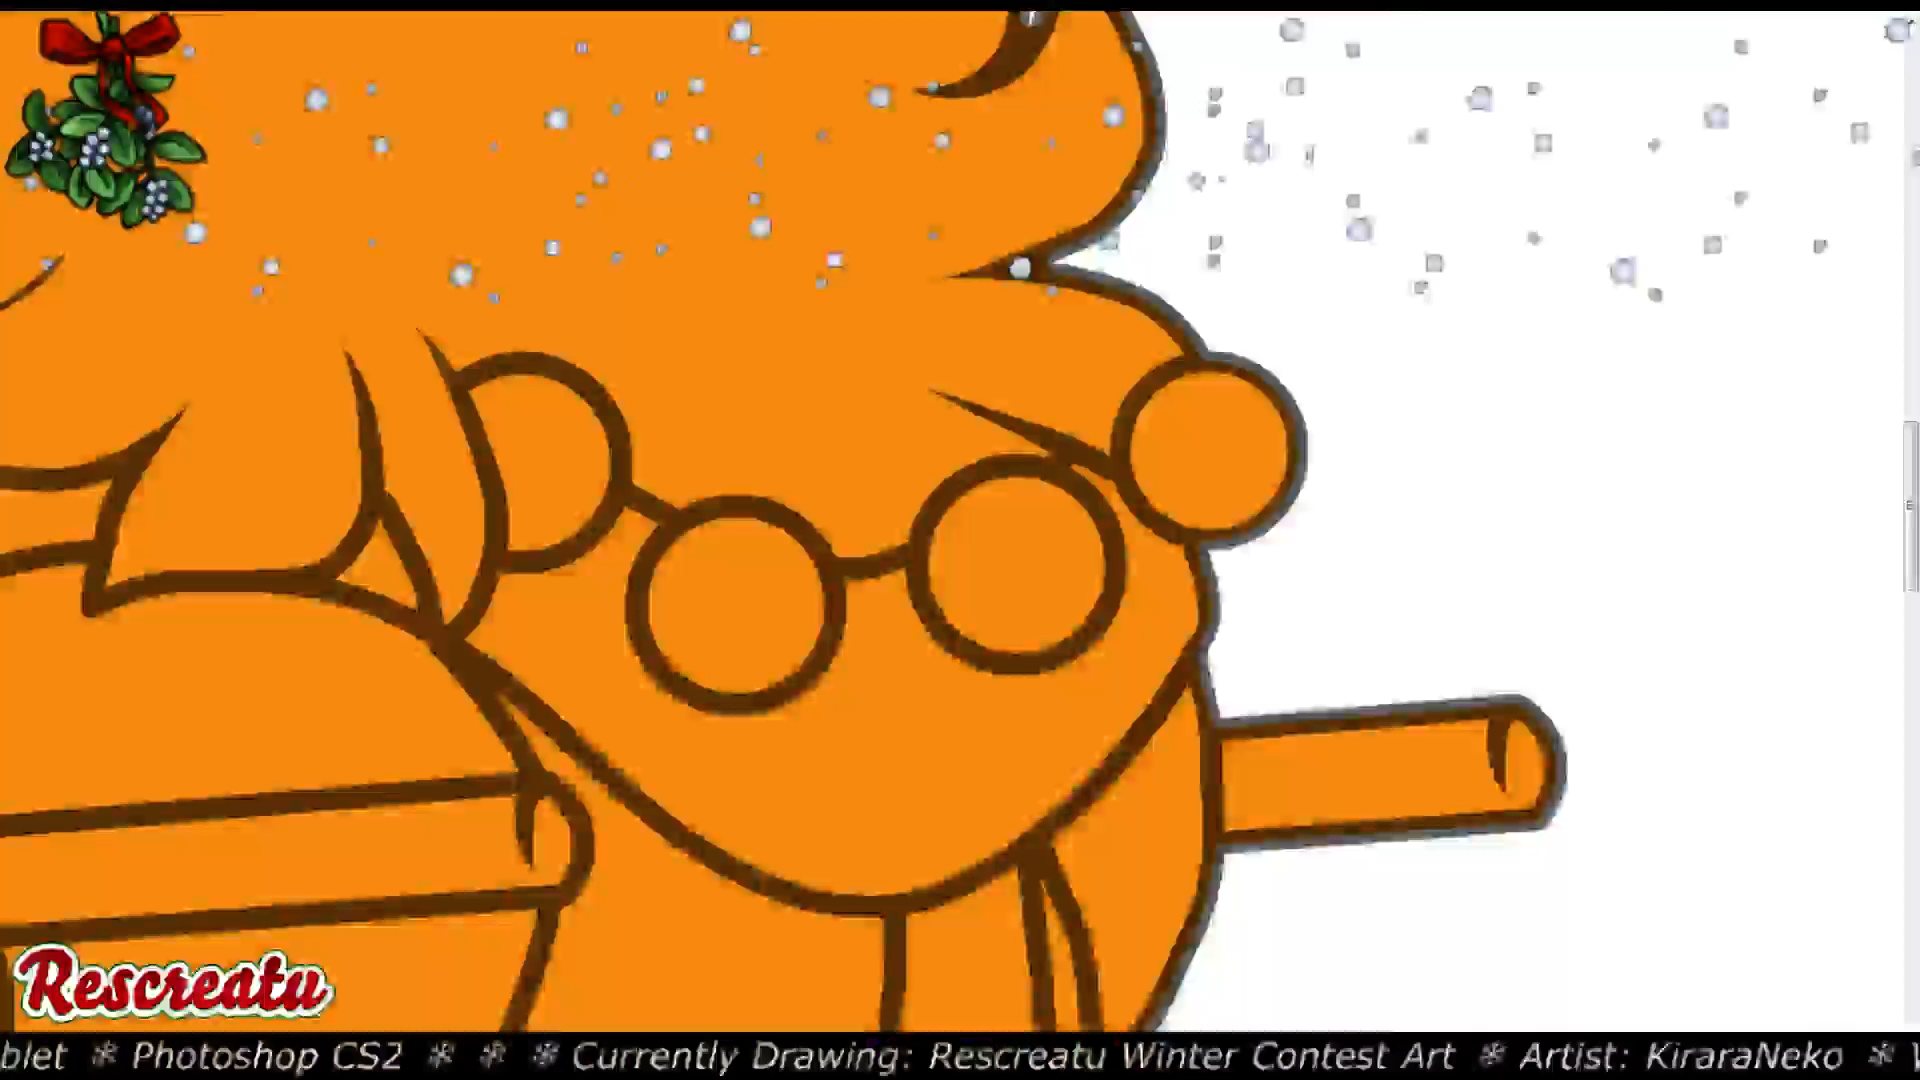 Rescreatu
blet ❄ Photoshop CS2 ❄ ❄ ❄ Currently Drawing: Rescreatu Winter Contest Art ❄ Artist: KiraraNeko ❄